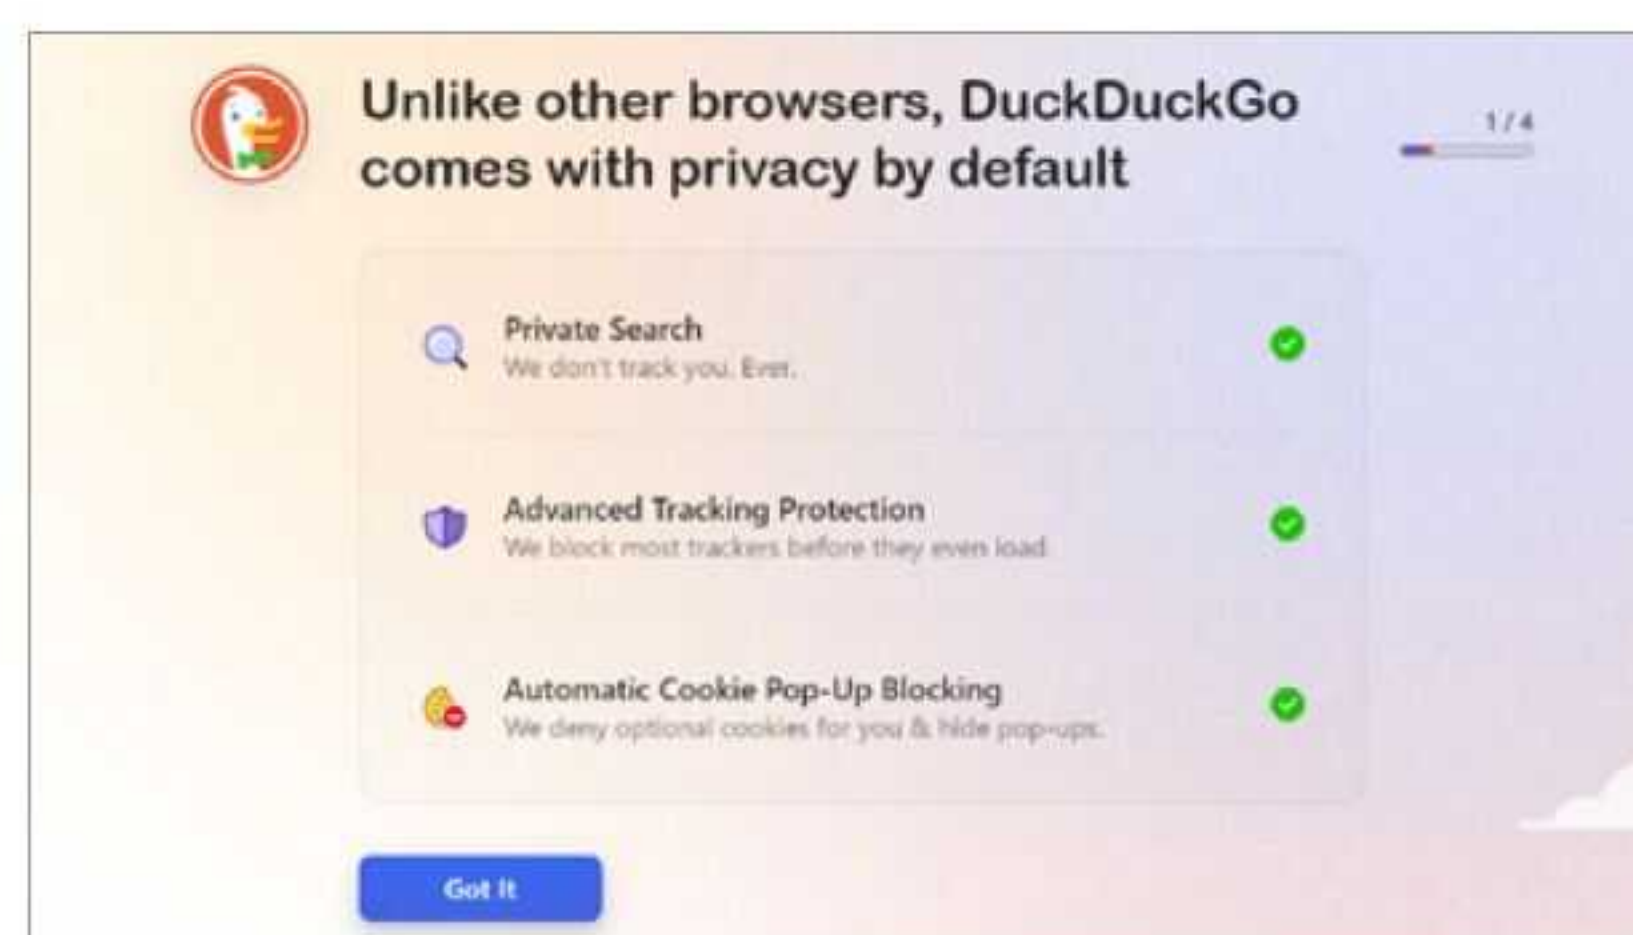 Unlike other browsers, DuckDuckGo
comes with privacy by default
1 / 4
Private Search
We don't track you. Ever.
Advanced Tracking Protection
We block most trackers before they even load.
Automatic Cookie Pop-Up Blocking
We deny optional cookies for you & hide pop-ups.
Got It